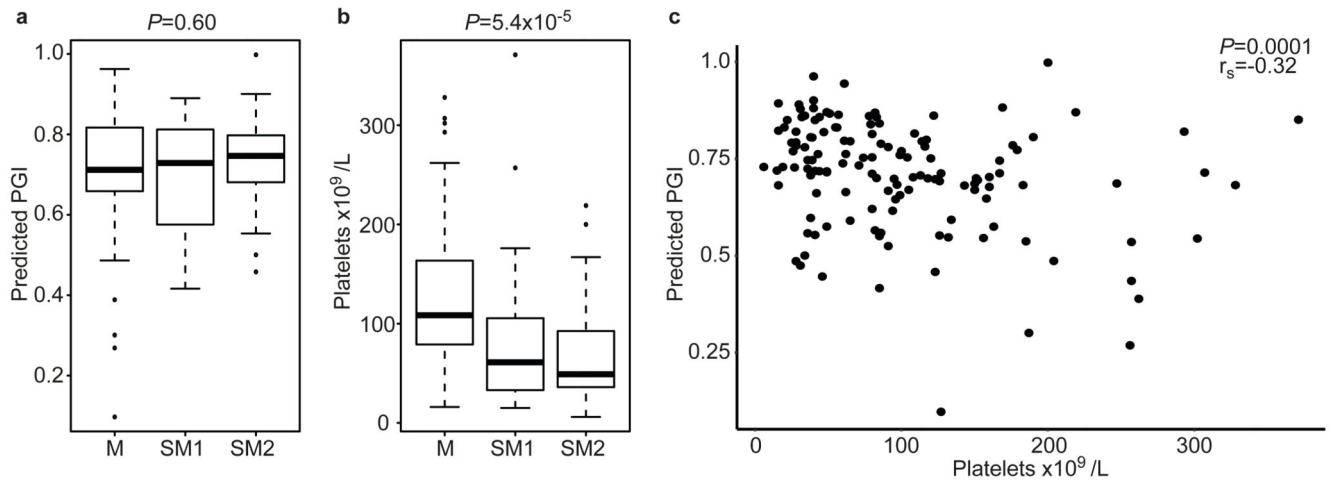 a
P=0.60
Predicted PGI
1.0
0.8
0.6
0.4
0.2
M SM1 SM2
b
P=5.4x10⁻⁵
Platelets x10⁹ /L
300
200
100
0
M SM1 SM2
c
P=0.0001
rₛ=-0.32
Predicted PGI
1.0
0.75
0.5
0.25
0 100 200 300
Platelets x10⁹ /L